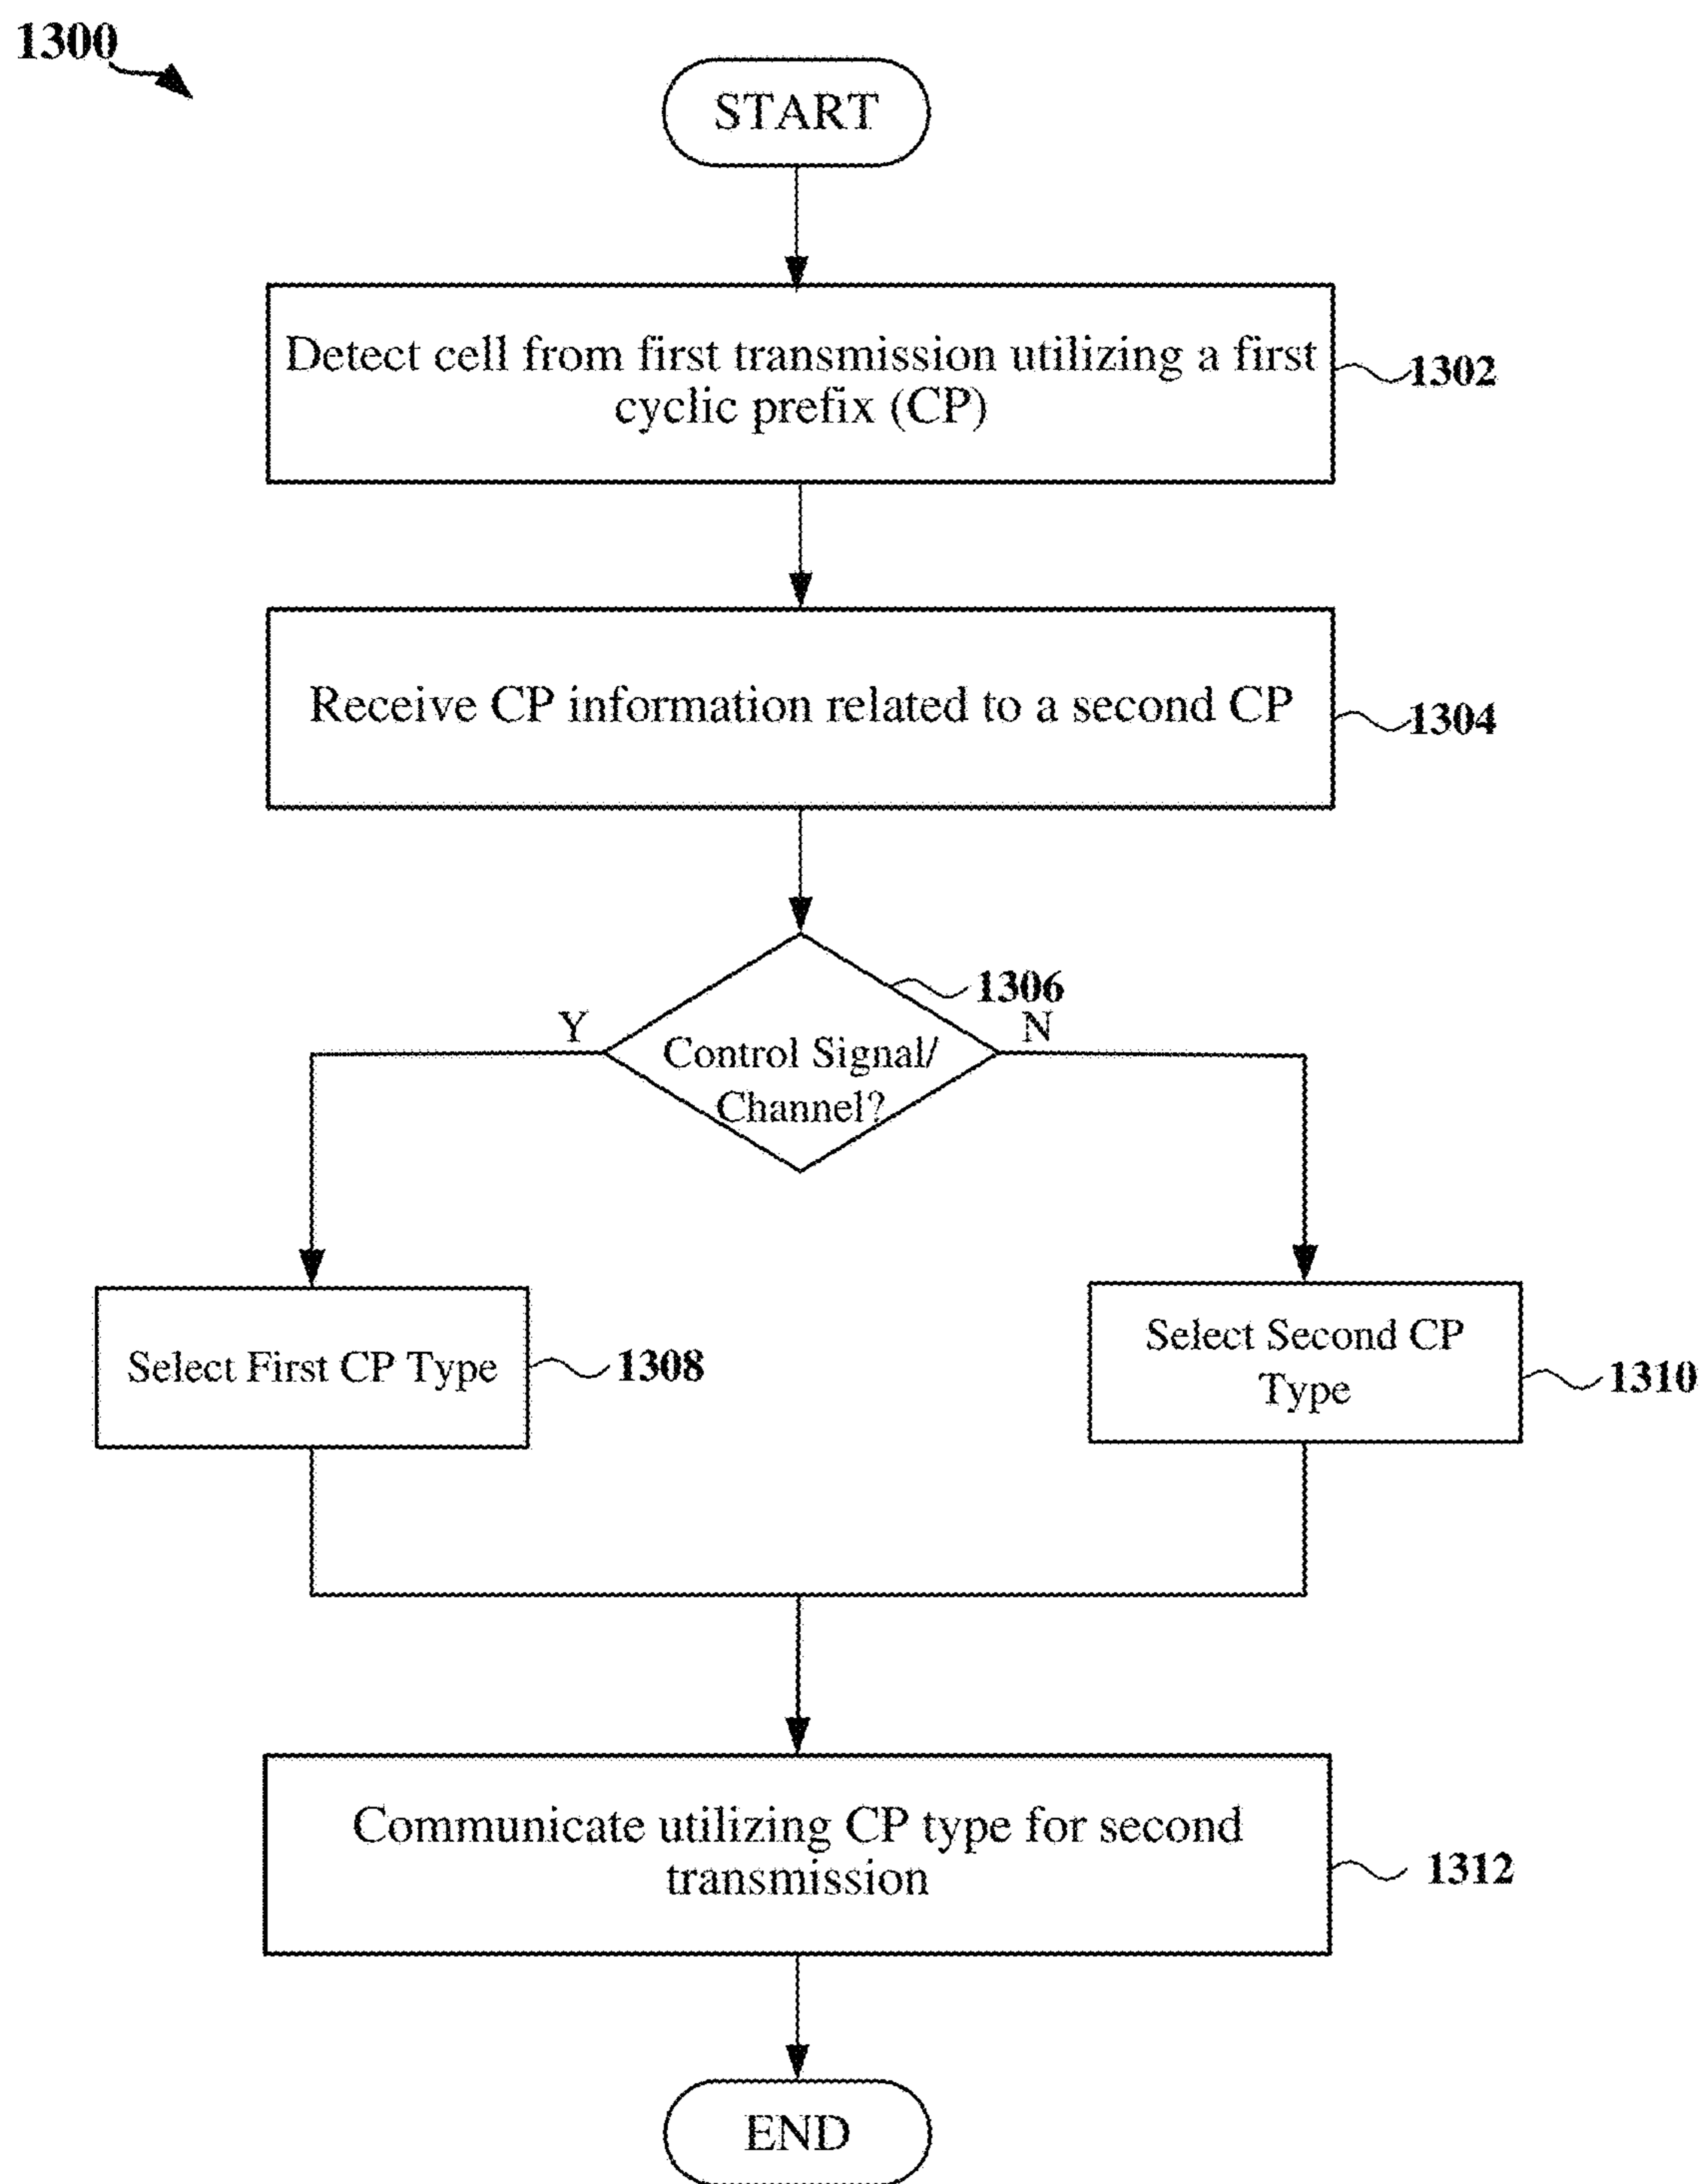 1300
START
Detect cell from first transmission utilizing a first
cyclic prefix (CP)
1302
Receive CP information related to a second CP
1304
1306
Y
N
Control Signal/
Channel?
Select First CP Type
1308
Select Second CP
Type
1310
Communicate utilizing CP type for second
transmission
1312
END